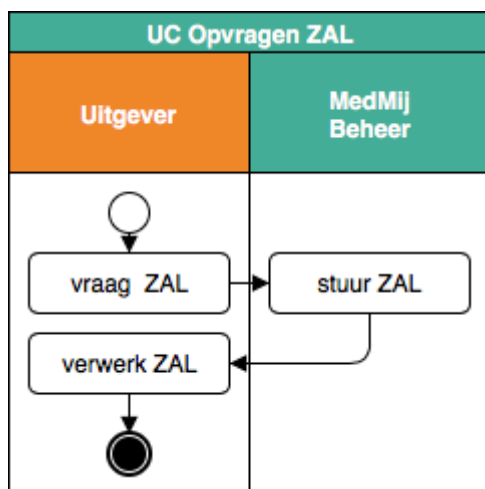 UC Opvragen ZAL
Uitgever
MedMij
Beheer
vraag ZAL
stuur ZAL
verwerk ZAL